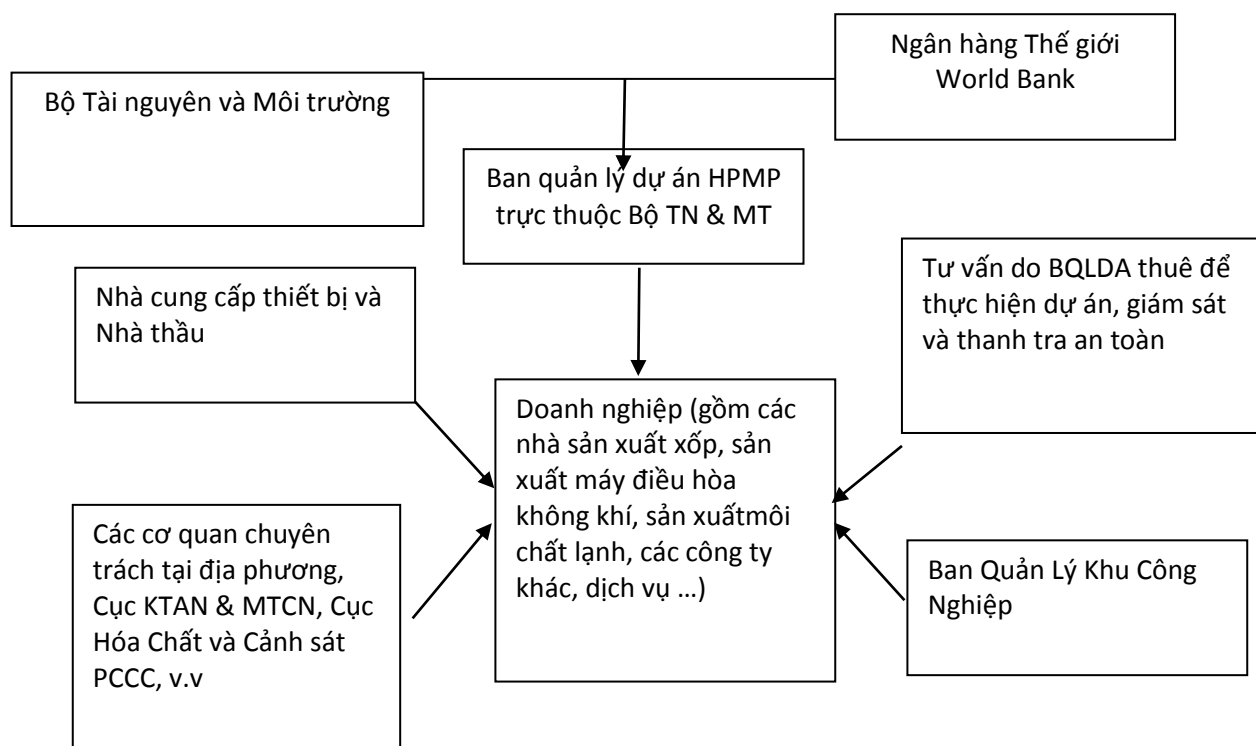 Ngân hàng Thế giới
World Bank
Bộ Tài nguyên và Môi trường
Ban quản lý dự án HPMP
trực thuộc Bộ TN & MT
Nhà cung cấp thiết bị và
Nhà thầu
Tư vấn do BQLDA thuê để
thực hiện dự án, giám sát
và thanh tra an toàn
Doanh nghiệp (gồm các
nhà sản xuất xốp, sản
xuất máy điều hòa
không khí, sản xuấtmôi
chất lạnh, các công ty
khác, dịch vụ ...)
Các cơ quan chuyên
trách tại địa phương,
Cục KTAN & MTCN, Cục
Hóa Chất và Cảnh sát
PCCC, v.v
Ban Quản Lý Khu Công
Nghiệp